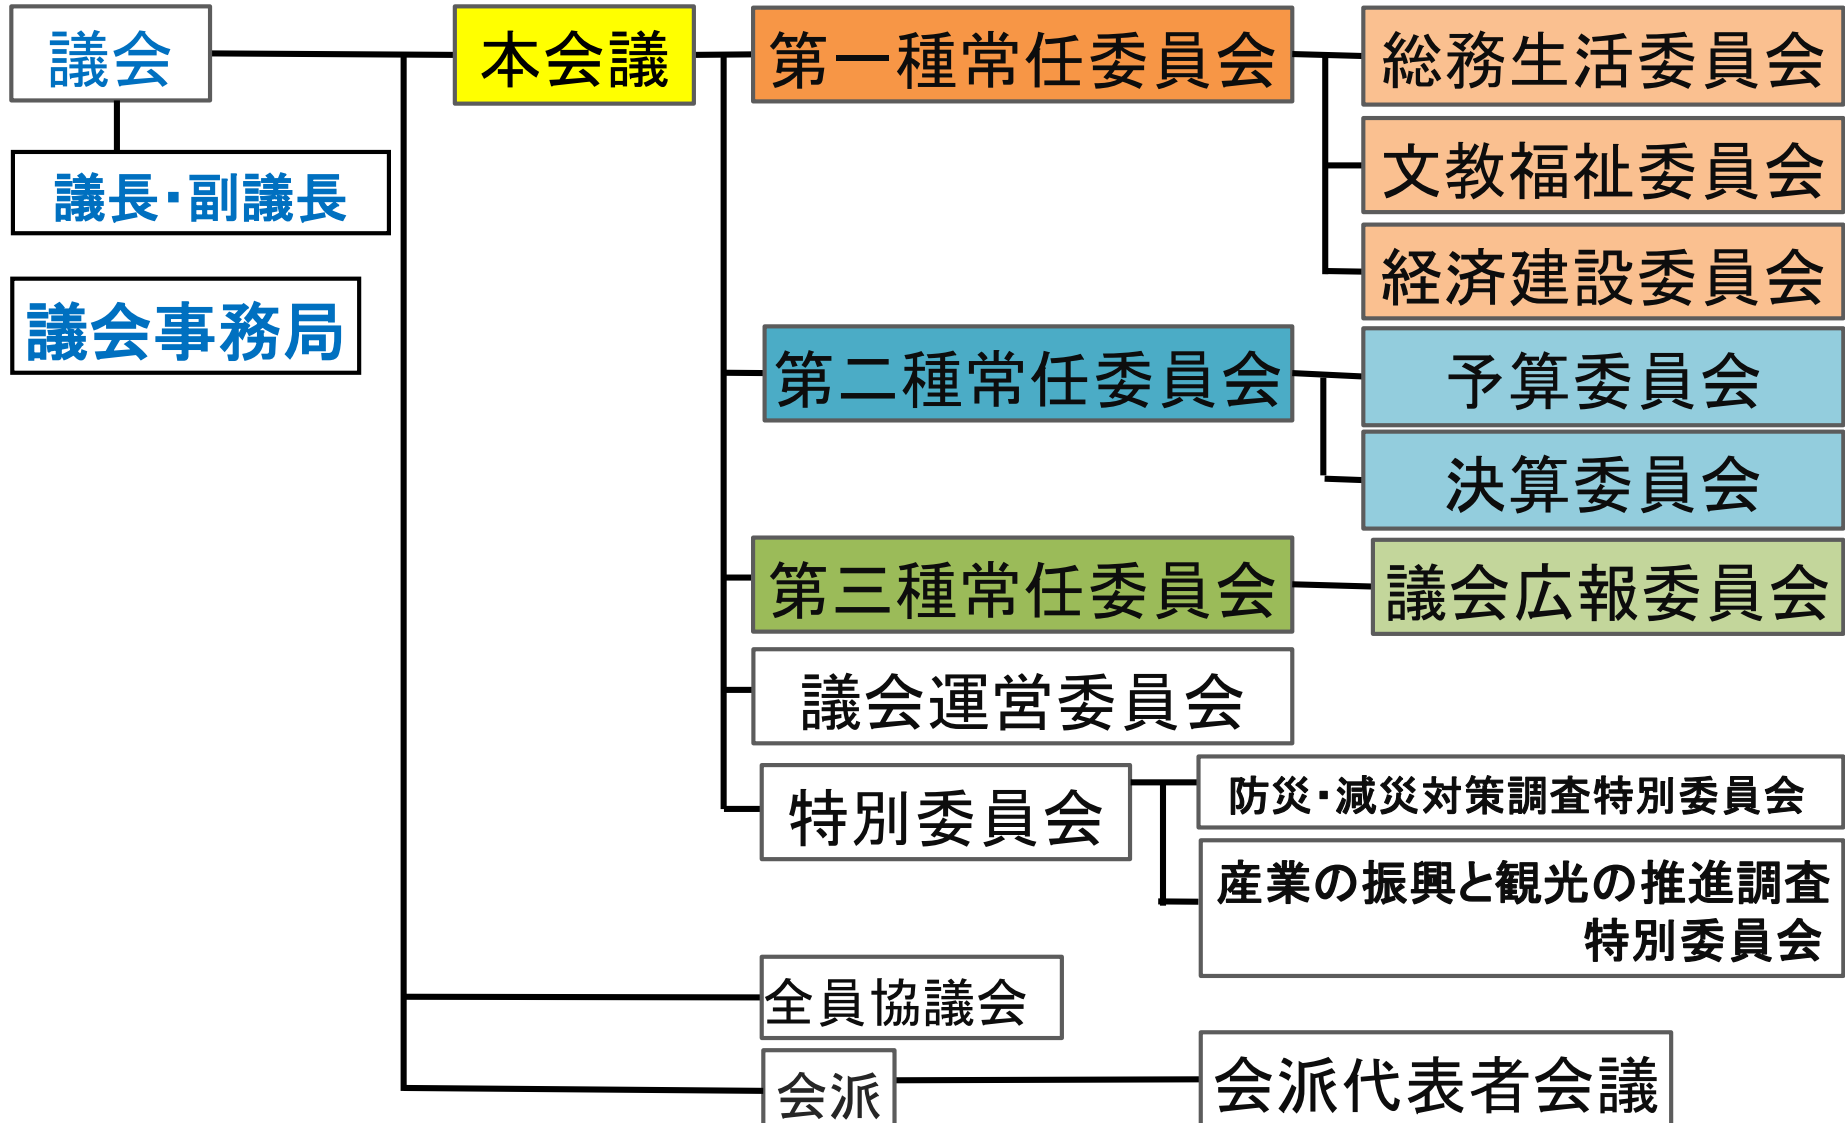 議会
本会議
第一種常任委員会
総務生活委員会
文教福祉委員会
経済建設委員会
議長・副議長
議会事務局
第二種常任委員会
予算委員会
決算委員会
第三種常任委員会
議会広報委員会
議会運営委員会
特別委員会
防災・減災対策調査特別委員会
産業の振興と観光の推進調査
特別委員会
全員協議会
会派
会派代表者会議